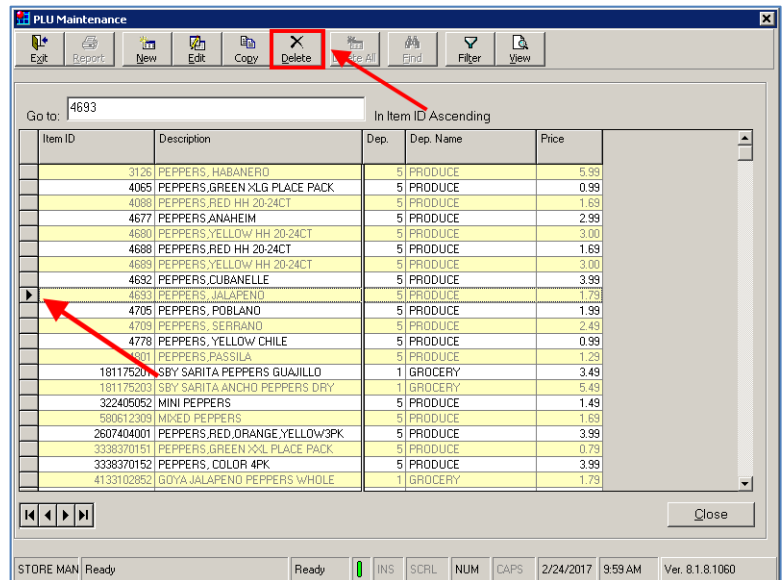 PLU Maintenance
Exit Report New Edit Copy Delete Delete All Find Filter View
Go to: 4693 In Item ID Ascending
Item ID Description Dep. Dep. Name Price
3126 PEPPERS, HABANERO 5 PRODUCE 5.99
4065 PEPPERS,GREEN XLG PLACE PACK 5 PRODUCE 0.99
4088 PEPPERS,RED HH 20-24CT 5 PRODUCE 1.69
4677 PEPPERS,ANAHEIM 5 PRODUCE 2.99
4680 PEPPERS,YELLOW HH 20-24CT 5 PRODUCE 3.00
4688 PEPPERS,RED HH 20-24CT 5 PRODUCE 1.69
4689 PEPPERS,YELLOW HH 20-24CT 5 PRODUCE 3.00
4692 PEPPERS,CUBANELLE 5 PRODUCE 3.99
4693 PEPPERS, JALAPENO 5 PRODUCE 1.79
4705 PEPPERS, POBLANO 5 PRODUCE 1.99
4709 PEPPERS, SERRANO 5 PRODUCE 2.49
4778 PEPPERS, YELLOW CHILE 5 PRODUCE 0.99
4801 PEPPERS,PASSILA 5 PRODUCE 1.29
181175201 SBY SARITA PEPPERS GUAJILLO 1 GROCERY 3.49
181175203 SBY SARITA ANCHO PEPPERS DRY 1 GROCERY 5.49
322405052 MINI PEPPERS 5 PRODUCE 1.49
580612309 MIXED PEPPERS 5 PRODUCE 1.69
2607404001 PEPPERS,RED,ORANGE,YELLOW3PK 5 PRODUCE 3.99
3338370151 PEPPERS,GREEN XXL PLACE PACK 5 PRODUCE 0.79
3338370152 PEPPERS, COLOR 4PK 5 PRODUCE 3.99
4133102852 GOYA JALAPENO PEPPERS WHOLE 1 GROCERY 1.79
Close
STORE MAN Ready Ready INS SCRL NUM CAPS 2/24/2017 9:59 AM Ver. 8.1.8.1060